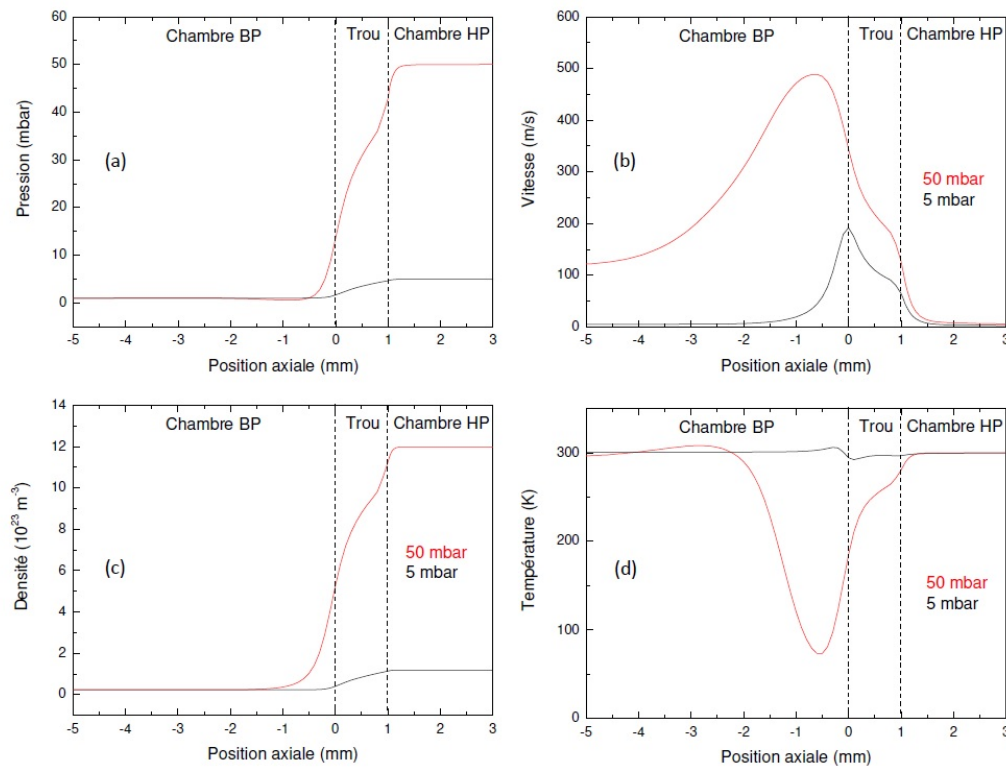 60
50
40
30
20
10
0
Pression (mbar)
Chambre BP
Trou
Chambre HP
(a)
-5 -4 -3 -2 -1 0 1 2 3
Position axiale (mm)
600
500
400
300
200
100
0
Vitesse (m/s)
Chambre BP
Trou
Chambre HP
(b)
50 mbar
5 mbar
-5 -4 -3 -2 -1 0 1 2 3
Position axiale (mm)
14
12
10
8
6
4
2
0
Densité (10²³ m⁻³)
Chambre BP
Trou
Chambre HP
(c)
50 mbar
5 mbar
-5 -4 -3 -2 -1 0 1 2 3
Position axiale (mm)
300
200
100
0
Température (K)
Chambre BP
Trou
Chambre HP
(d)
50 mbar
5 mbar
-5 -4 -3 -2 -1 0 1 2 3
Position axiale (mm)